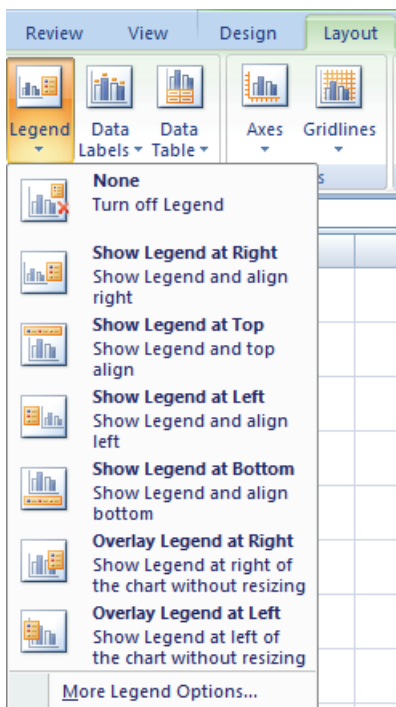 Review View Design Layout
Legend Data Data Axes Gridlines
Labels Table
s
None
Turn off Legend
Show Legend at Right
Show Legend and align
right
Show Legend at Top
Show Legend and top
align
Show Legend at Left
Show Legend and align
left
Show Legend at Bottom
Show Legend and align
bottom
Overlay Legend at Right
Show Legend at right of
the chart without resizing
Overlay Legend at Left
Show Legend at left of
the chart without resizing
More Legend Options...